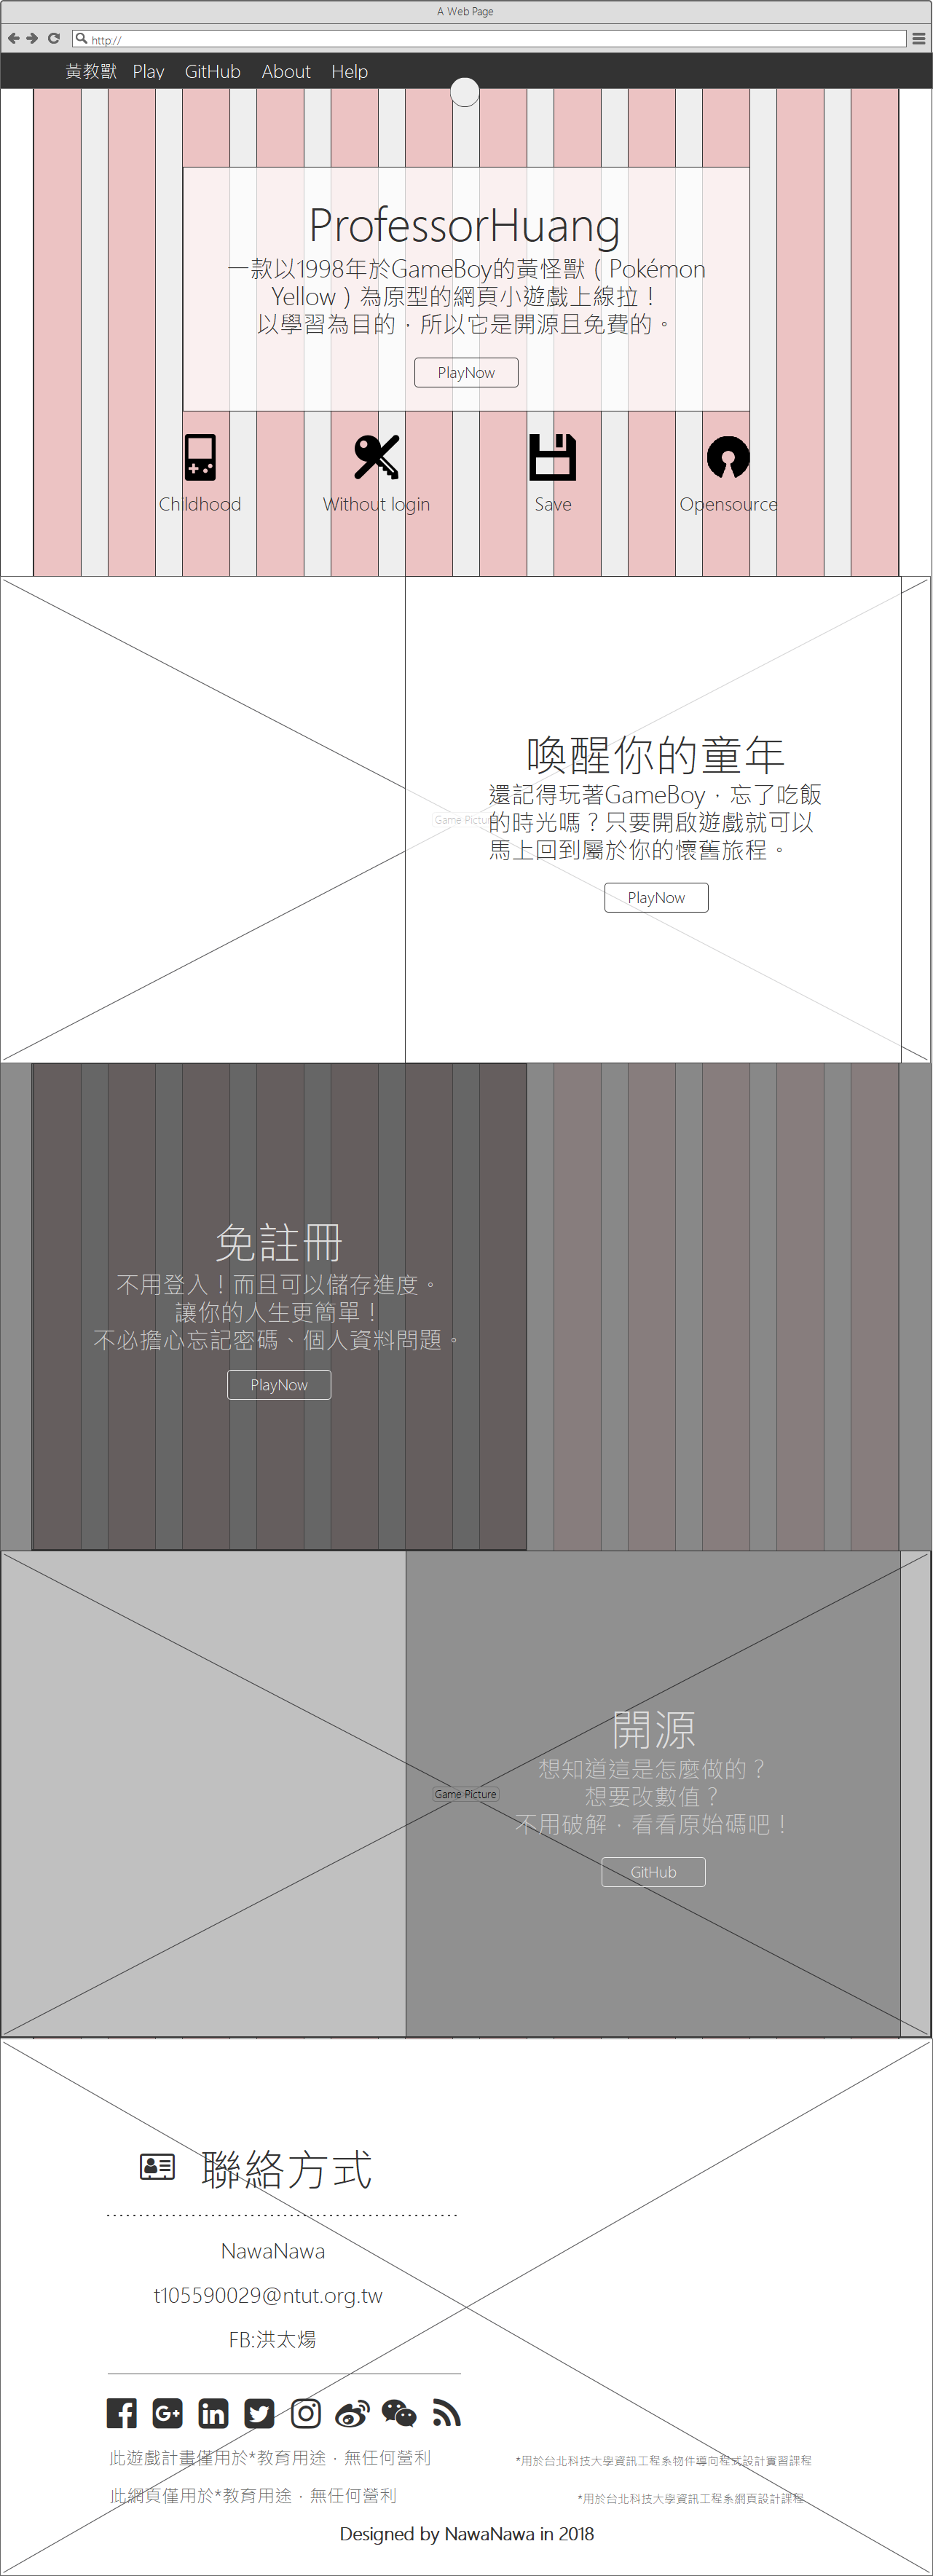 A Web Page
http://
黃教獸 Play GitHub About Help
ProfessorHuang
一款以1998年於GameBoy的黃怪獸（Pokémon
Yellow）為原型的網頁小遊戲上線拉！
以學習為目的，所以它是開源且免費的。
PlayNow
Childhood Without login Save Opensource
喚醒你的童年
還記得玩著GameBoy，忘了吃飯
的時光嗎？只要開啟遊戲就可以
馬上回到屬於你的懷舊旅程。
Game Picture
PlayNow
免註冊
不用登入！而且可以儲存進度。
讓你的人生更簡單！
不必擔心忘記密碼、個人資料問題。
PlayNow
開源
想知道這是怎麼做的？
想要改數值？
不用破解，看看原始碼吧！
Game Picture
GitHub
聯絡方式
NawaNawa
t105590029@ntut.org.tw
FB:洪太煬
此遊戲計畫僅用於*教育用途，無任何營利
*用於台北科技大學資訊工程系物件導向程式設計實習課程
此網頁僅用於*教育用途，無任何營利
*用於台北科技大學資訊工程系網頁設計課程
Designed by NawaNawa in 2018